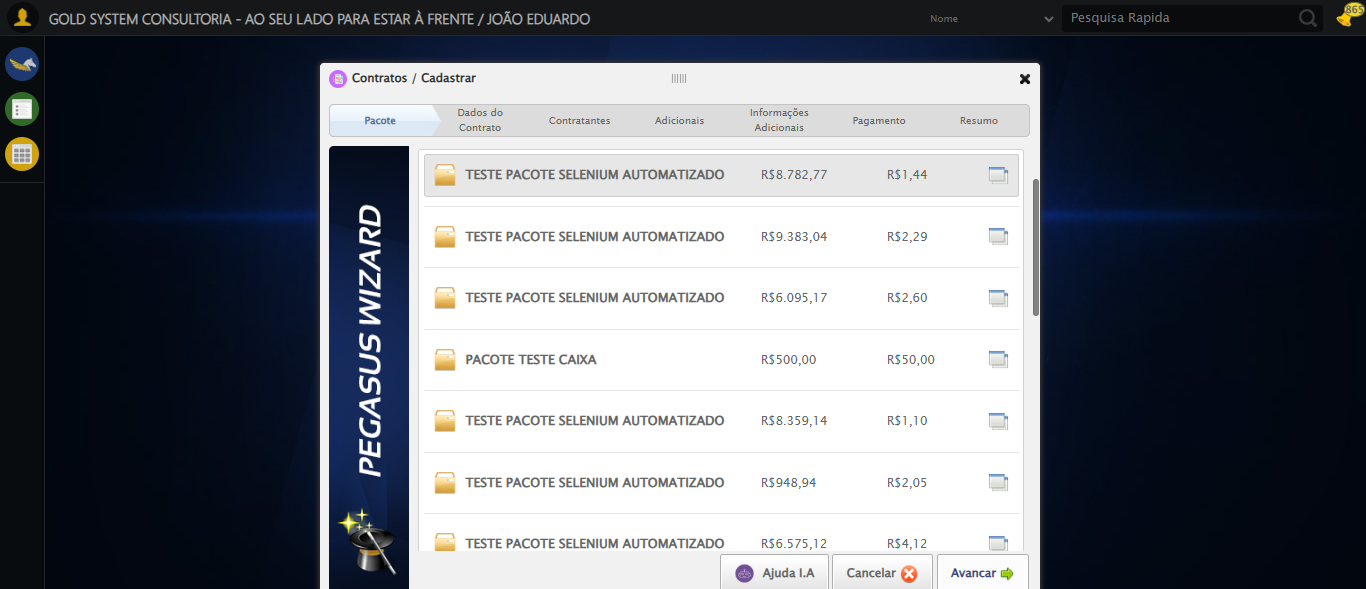 GOLD SYSTEM CONSULTORIA - AO SEU LADO PARA ESTAR À FRENTE / JOÃO EDUARDO
Nome
Pesquisa Rapida
865
Contratos / Cadastrar
Pacote
Dados do
Contrato
Contratantes
Adicionais
Informações
Adicionais
Pagamento
Resumo
PEGASUS WIZARD
TESTE PACOTE SELENIUM AUTOMATIZADO R$8.782,77 R$1,44
TESTE PACOTE SELENIUM AUTOMATIZADO R$9.383,04 R$2,29
TESTE PACOTE SELENIUM AUTOMATIZADO R$6.095,17 R$2,60
PACOTE TESTE CAIXA R$500,00 R$50,00
TESTE PACOTE SELENIUM AUTOMATIZADO R$8.359,14 R$1,10
TESTE PACOTE SELENIUM AUTOMATIZADO R$948,94 R$2,05
TESTE PACOTE SELENIUM AUTOMATIZADO R$6.575,12 R$4,12
Ajuda I.A
Cancelar
Avancar